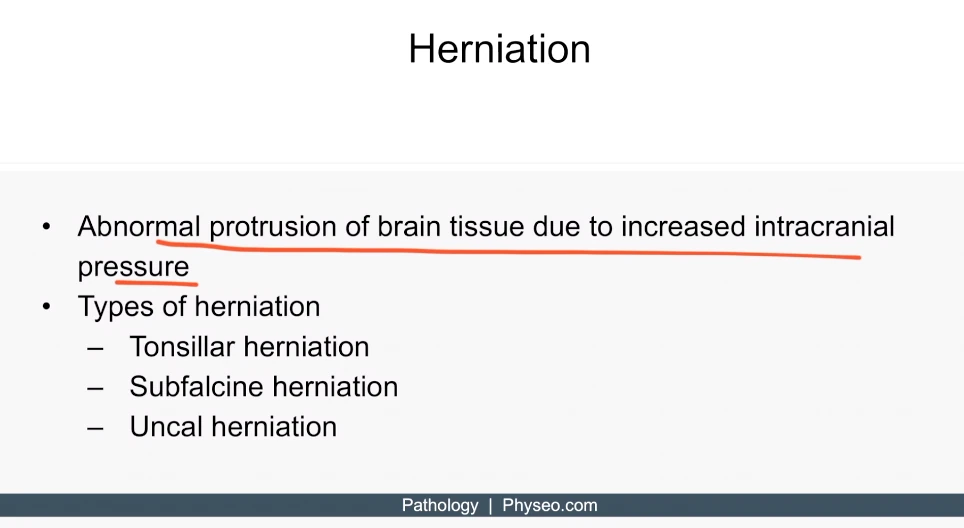 Herniation
• Abnormal protrusion of brain tissue due to increased intracranial
pressure
• Types of herniation
– Tonsillar herniation
– Subfalcine herniation
– Uncal herniation
Pathology | Physeo.com